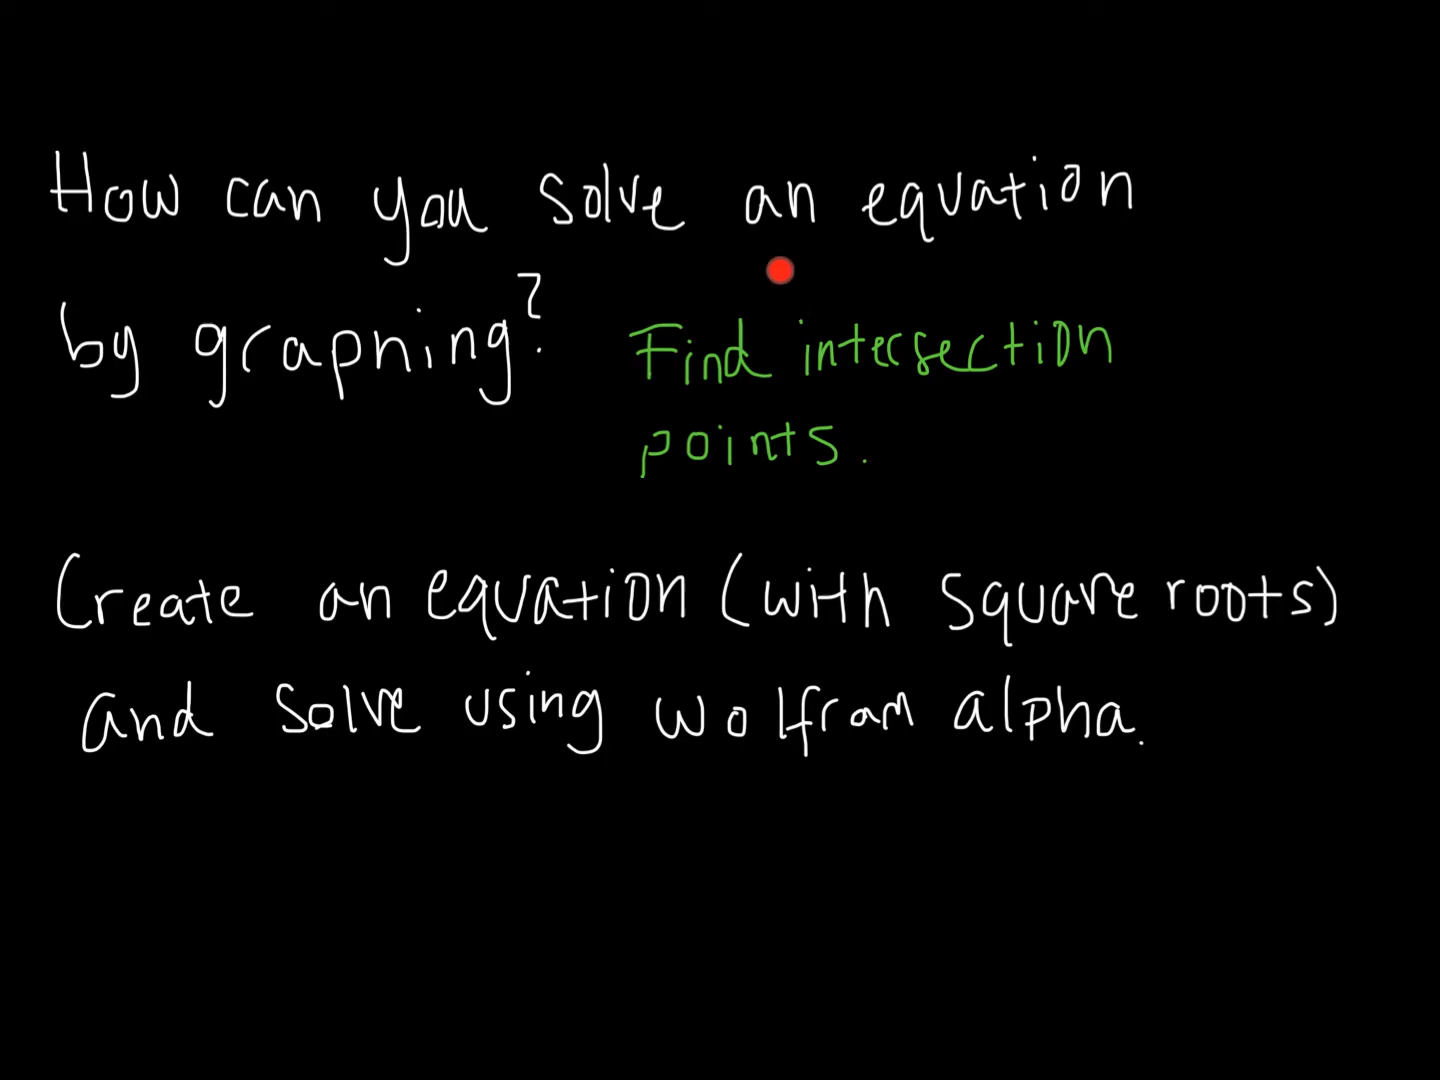 How can you solve an equation
by graphing?
Find intersection
points.
Create an equation (with square roots)
and solve using wolfram alpha.